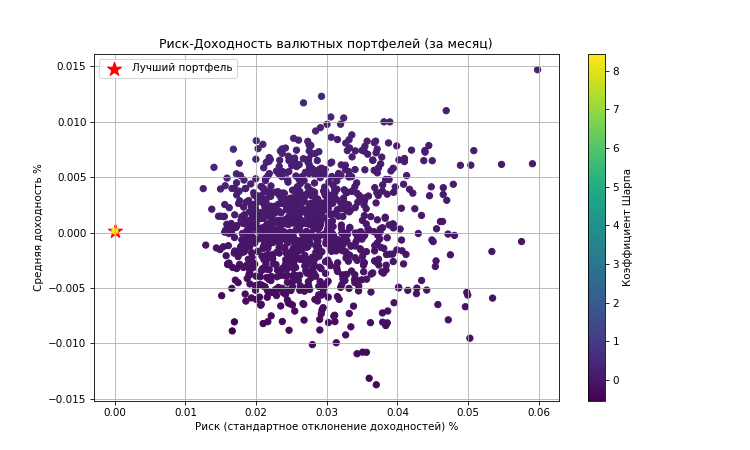 Риск-Доходность валютных портфелей (за месяц)
Лучший портфель
Средняя доходность %
0.015
0.010
0.005
0.000
−0.005
−0.010
−0.015
0.00 0.01 0.02 0.03 0.04 0.05 0.06
Риск (стандартное отклонение доходностей) %
8
7
6
5
4
3
2
1
0
Коэффициент Шарпа